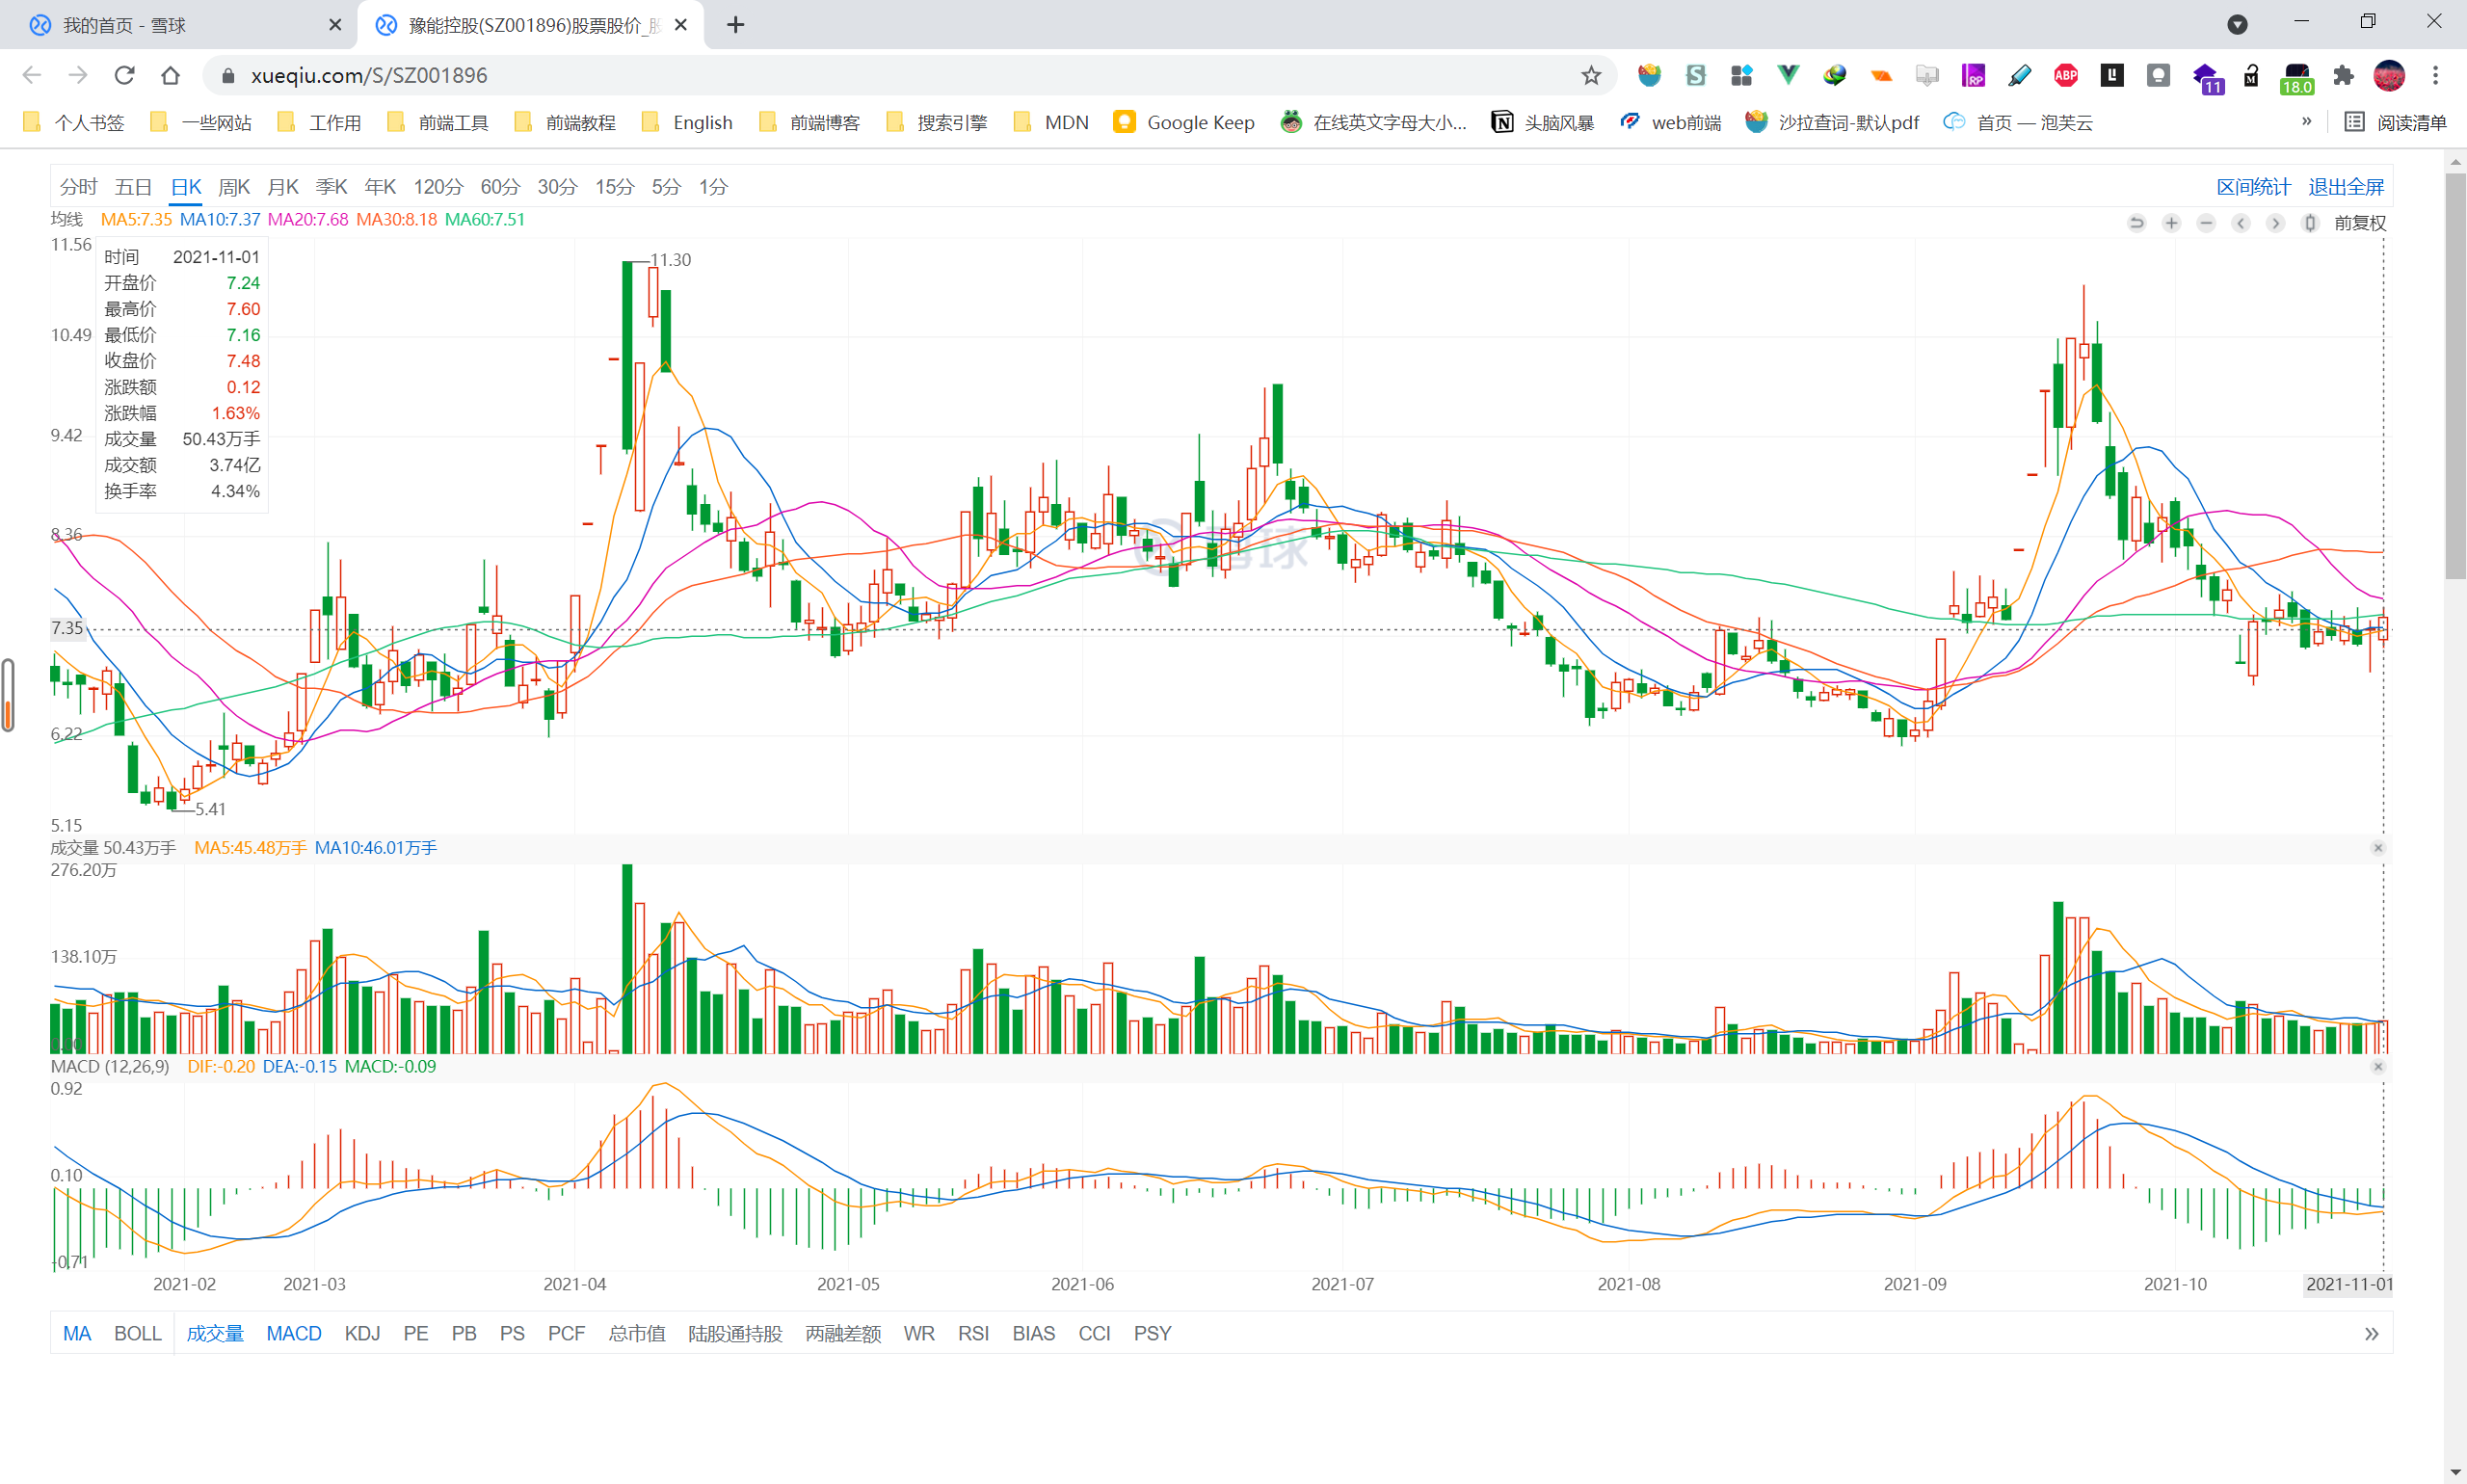 我的首页 - 雪球
豫能控股(SZ001896)股票股价_股
xueqiu.com/S/SZ001896
ABP
11
18.0
个人书签 一些网站 工作用 前端工具 前端教程 English 前端博客 搜索引擎 MDN Google Keep 在线英文字母大小... 头脑风暴 web前端 沙拉查词-默认pdf 首页 — 泡芙云 » 阅读清单
分时 五日 日K 周K 月K 季K 年K 120分 60分 30分 15分 5分 1分 区间统计 退出全屏
均线 MA5:7.35 MA10:7.37 MA20:7.68 MA30:8.18 MA60:7.51 前复权
11.56
时间 2021-11-01
开盘价 7.24
最高价 7.60
最低价 7.16
收盘价 7.48
涨跌额 0.12
涨跌幅 1.63%
成交量 50.43万手
成交额 3.74亿
换手率 4.34%
11.30
10.49
9.42
8.36
雪球
7.35
6.22
5.41
5.15
成交量 50.43万手 MA5:45.48万手 MA10:46.01万手
276.20万
138.10万
MACD (12,26,9) DIF:-0.20 DEA:-0.15 MACD:-0.09
0.92
0.10
-0.71
2021-02 2021-03 2021-04 2021-05 2021-06 2021-07 2021-08 2021-09 2021-10 2021-11-01
MA BOLL 成交量 MACD KDJ PE PB PS PCF 总市值 陆股通持股 两融差额 WR RSI BIAS CCI PSY »